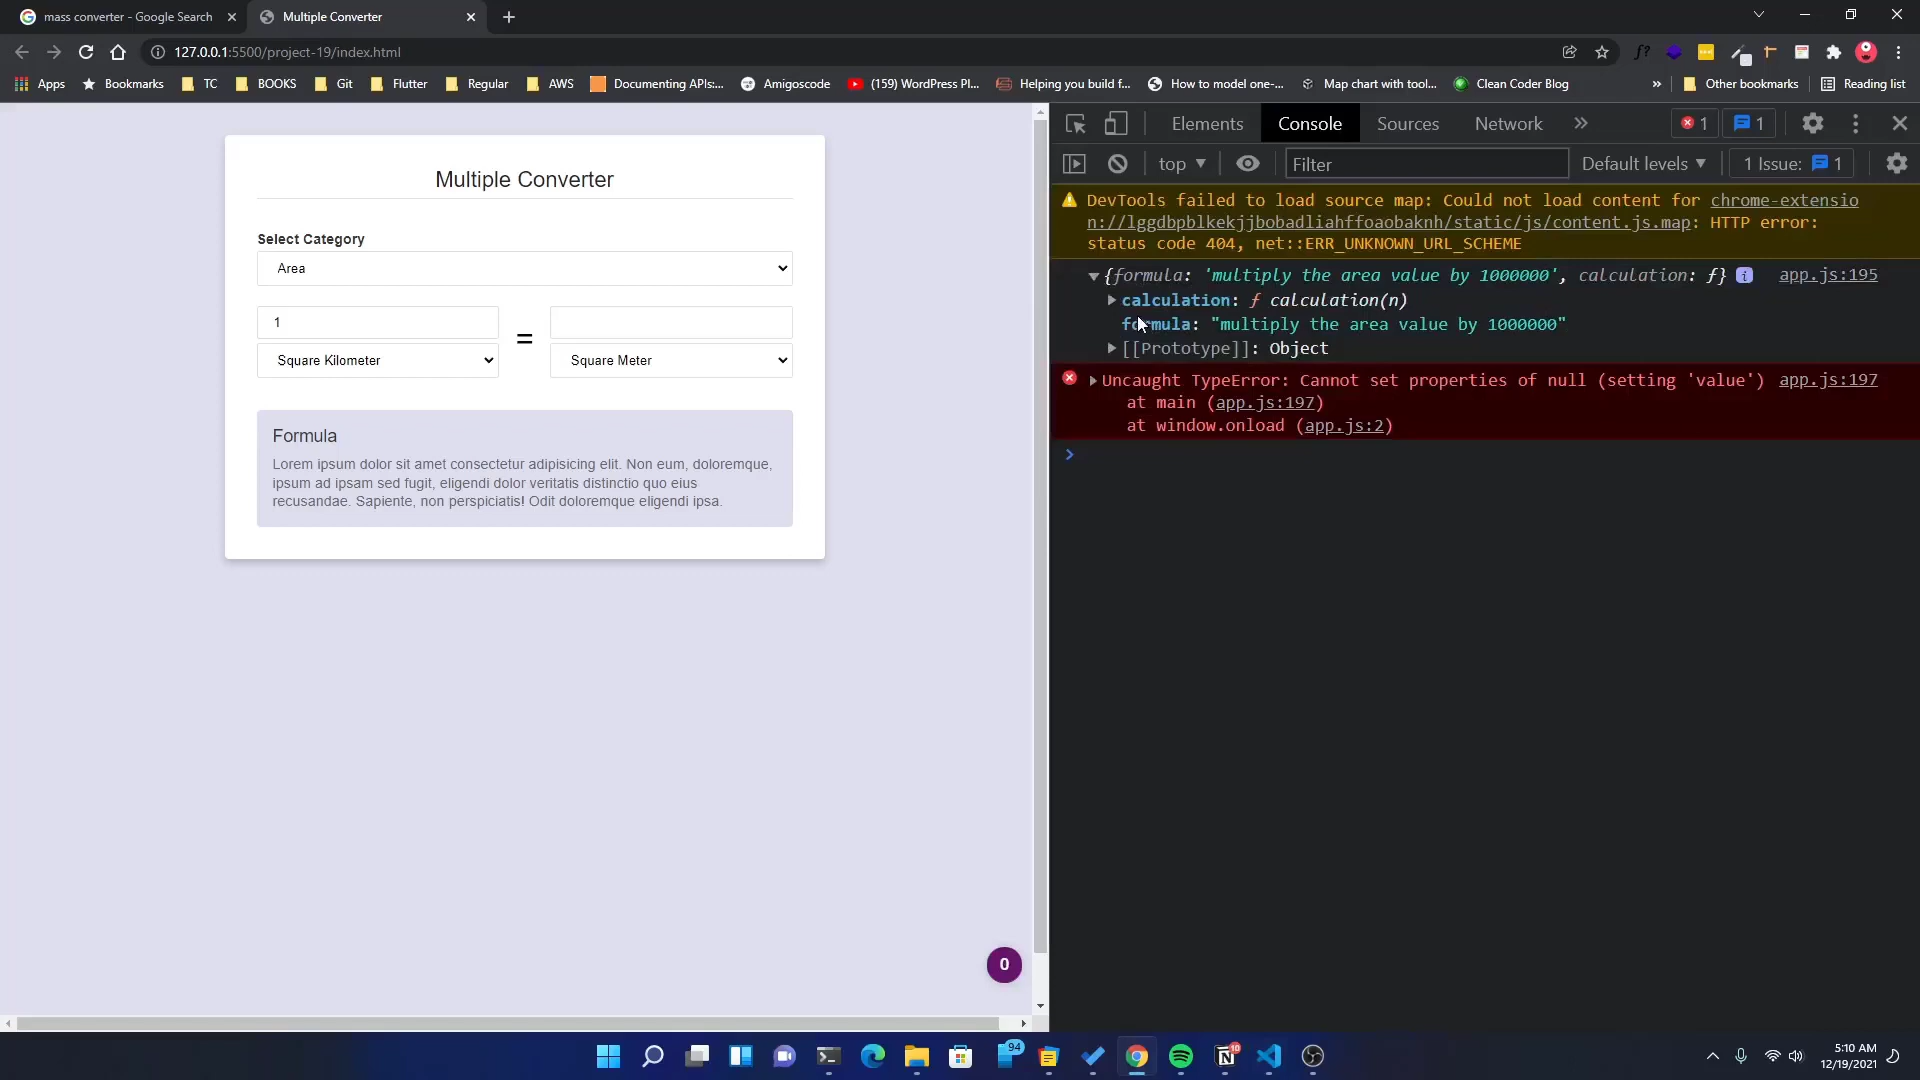 mass converter - Google Search
Multiple Converter
127.0.0.1:5500/project-19/index.html
Apps
Bookmarks
TC
BOOKS
Git
Flutter
Regular
AWS
Documenting APIs:...
Amigoscode
(159) WordPress Pl...
Helping you build f...
How to model one-...
Map chart with tool...
Clean Coder Blog
»
Other bookmarks
Reading list
Multiple Converter
Select Category
Area
1
=
Square Kilometer
Square Meter
Formula
Lorem ipsum dolor sit amet consectetur adipisicing elit. Non eum, doloremque,
ipsum ad ipsam sed fugit, eligendi dolor veritatis distinctio quo eius
recusandae. Sapiente, non perspiciatis! Odit doloremque eligendi ipsa.
0
Elements
Console
Sources
Network
»
1
1
top
Filter
Default levels
1 Issue: 1
DevTools failed to load source map: Could not load content for chrome-extensio
n://lggdbpblkekjjbobadliahffoaobaknh/static/js/content.js.map: HTTP error:
status code 404, net::ERR_UNKNOWN_URL_SCHEME
{formula: 'multiply the area value by 1000000', calculation: ƒ} i app.js:195
calculation: ƒ calculation(n)
formula: "multiply the area value by 1000000"
[[Prototype]]: Object
Uncaught TypeError: Cannot set properties of null (setting 'value') app.js:197
at main (app.js:197)
at window.onload (app.js:2)
94
10
5:10 AM
12/19/2021